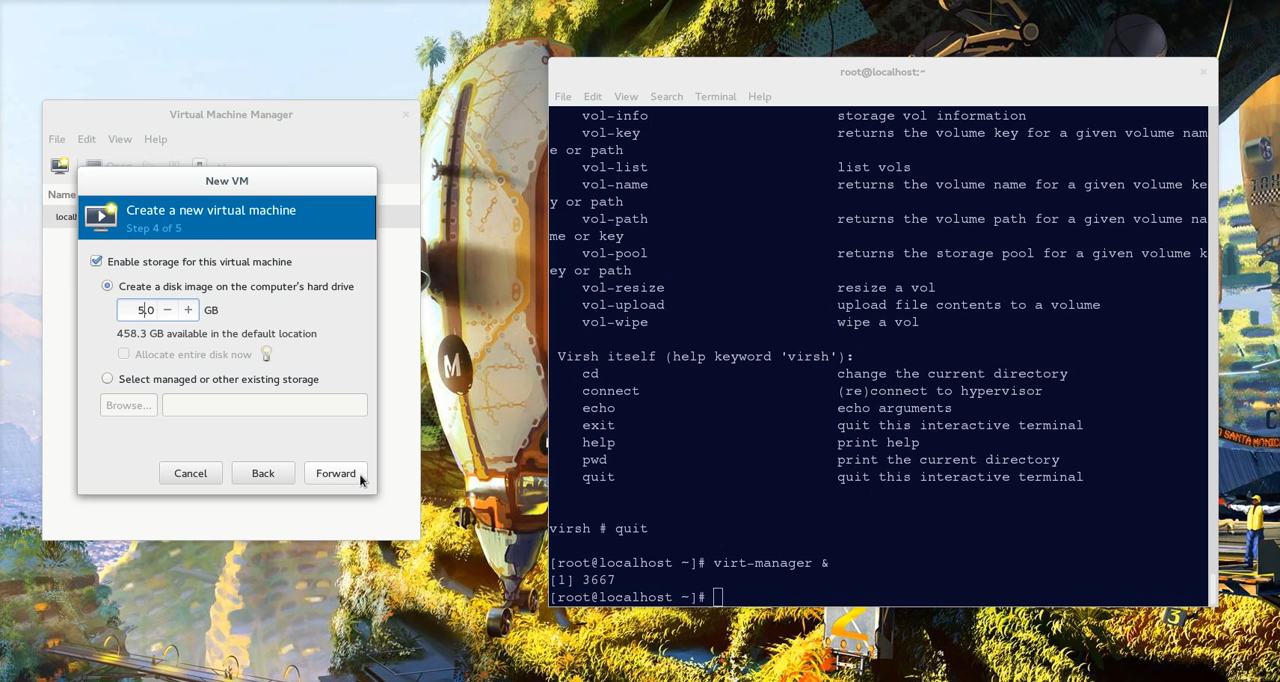 Virtual Machine Manager
File Edit View Help
Open
Name
New VM
Create a new virtual machine
Step 4 of 5
Enable storage for this virtual machine
Create a disk image on the computer's hard drive
5.0 GB
458.3 GB available in the default location
Allocate entire disk now
Select managed or other existing storage
Browse...
Cancel Back Forward
root@localhost:~
File Edit View Search Terminal Help
vol-info storage vol information
vol-key returns the volume key for a given volume nam
e or path
vol-list list vols
vol-name returns the volume name for a given volume ke
y or path
vol-path returns the volume path for a given volume na
me or key
vol-pool returns the storage pool for a given volume k
ey or path
vol-resize resize a vol
vol-upload upload file contents to a volume
vol-wipe wipe a vol
Virsh itself (help keyword 'virsh'):
cd change the current directory
connect (re)connect to hypervisor
echo echo arguments
exit quit this interactive terminal
help print help
pwd print the current directory
quit quit this interactive terminal
virsh # quit
[root@localhost ~]# virt-manager &
[1] 3667
[root@localhost ~]#
M
SANTA MONICA
5